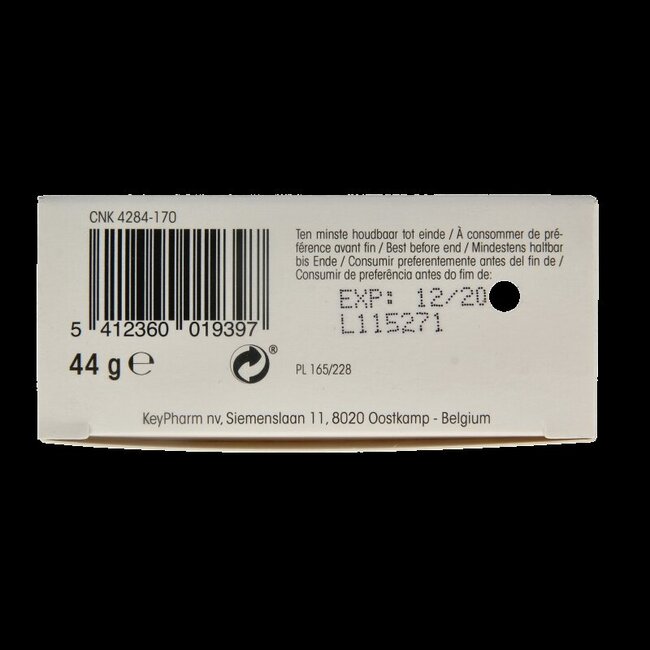 CNK 4284-170
5 412360 019397
44 g ℮
®
Ten minste houdbaar tot einde / À consommer de pré-
férence avant fin / Best before end / Mindestens haltbar
bis Ende / Consumir preferentemente antes del fin de /
Consumir de preferência antes do fim de:
EXP: 12/20
L115271
PL 165/228
KeyPharm nv, Siemenslaan 11, 8020 Oostkamp - Belgium